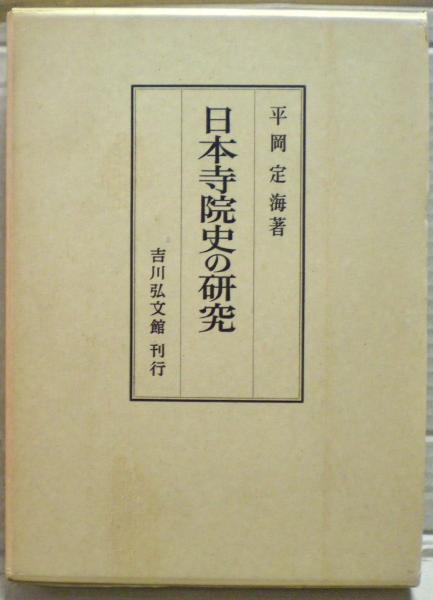 平岡定海著
日本寺院史の研究
吉川弘文館 刊行